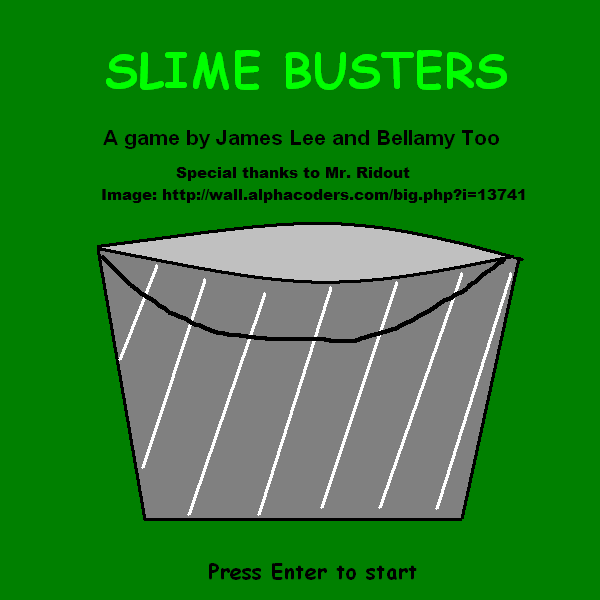 SLIME BUSTERS
A game by James Lee and Bellamy Too
Special thanks to Mr. Ridout
Image: http://wall.alphacoders.com/big.php?i=13741
Press Enter to start